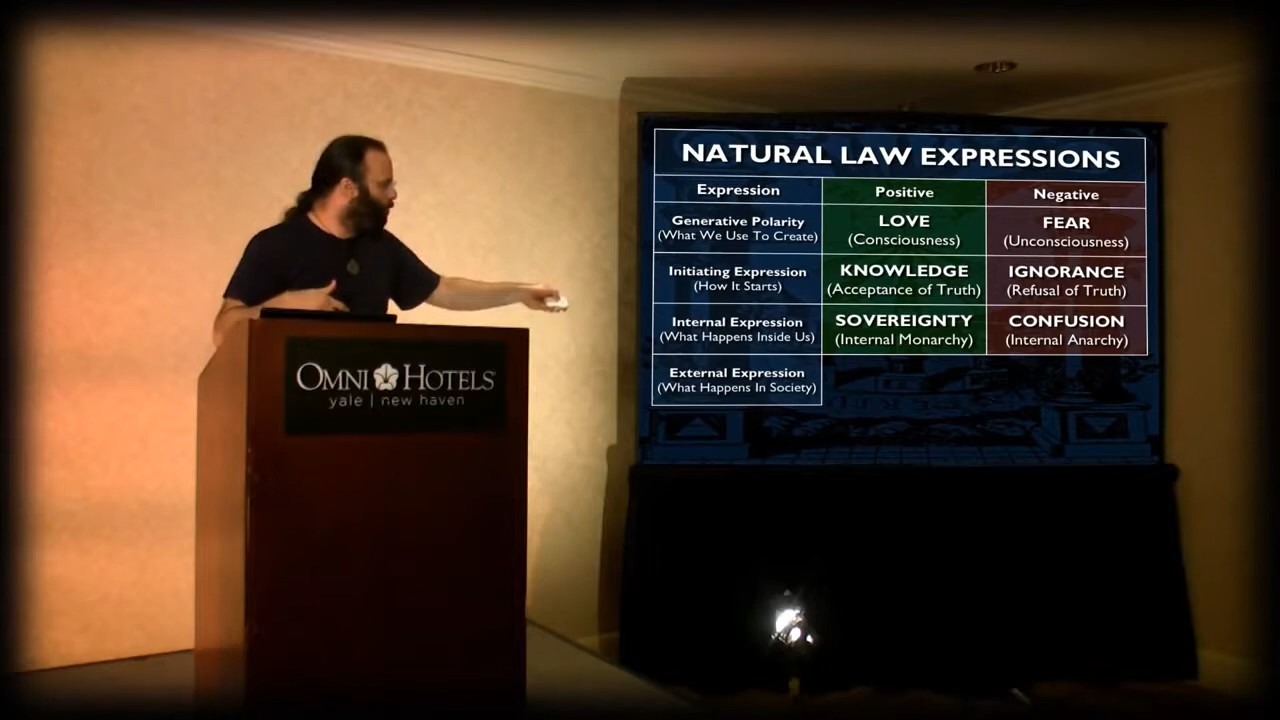 NATURAL LAW EXPRESSIONS
Expression Positive Negative
Generative Polarity
(What We Use To Create)
LOVE
(Consciousness)
FEAR
(Unconsciousness)
Initiating Expression
(How It Starts)
KNOWLEDGE
(Acceptance of Truth)
IGNORANCE
(Refusal of Truth)
Internal Expression
(What Happens Inside Us)
SOVEREIGNTY
(Internal Monarchy)
CONFUSION
(Internal Anarchy)
External Expression
(What Happens In Society)
OMNI HOTELS
yale | new haven